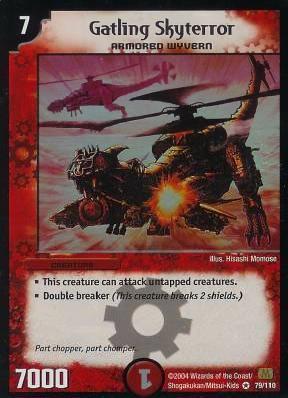 7
Gatling Skyterror
ARMORED WYVERN
Illus. Hisashi Momose
CREATURE
▪ This creature can attack untapped creatures.
▪ Double breaker (This creature breaks 2 shields.)
Part chopper, part chomper.
7000
1
©2004 Wizards of the Coast/
Shogakukan/Mitsui-Kids ✪ 79/110